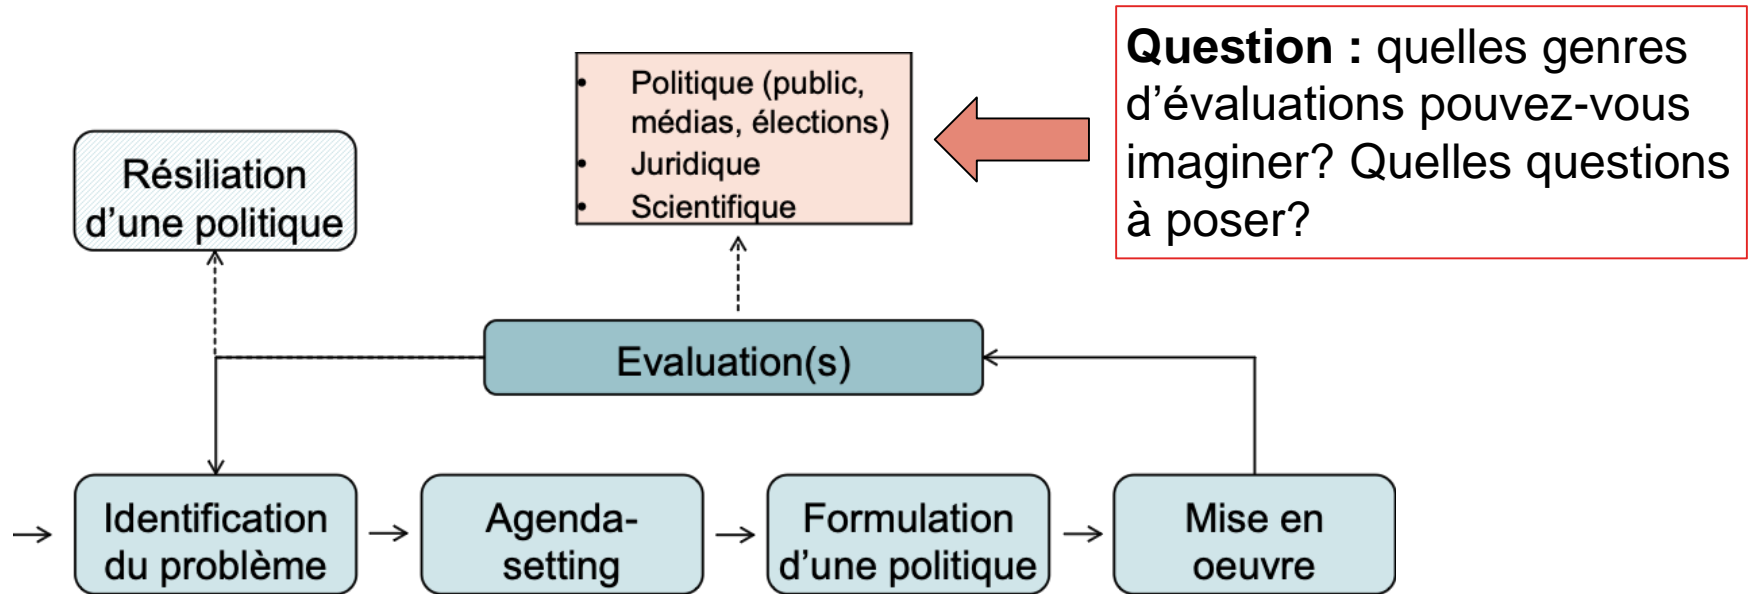 Question : quelles genres
d’évaluations pouvez-vous
imaginer? Quelles questions
à poser?
• Politique (public,
médias, élections)
• Juridique
• Scientifique
Résiliation
d’une politique
Evaluation(s)
Identification
du problème
Agenda-
setting
Formulation
d’une politique
Mise en
oeuvre